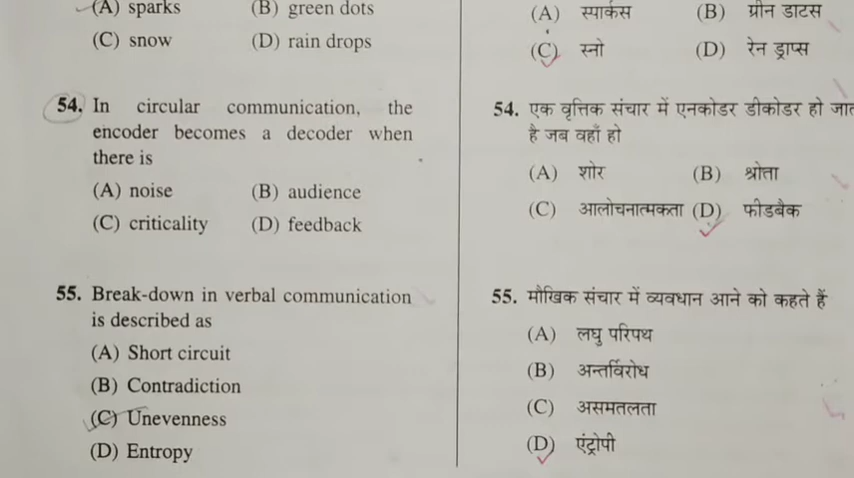 (A) sparks (B) green dots
(C) snow (D) rain drops
54. In circular communication, the
encoder becomes a decoder when
there is
(A) noise (B) audience
(C) criticality (D) feedback
55. Break-down in verbal communication
is described as
(A) Short circuit
(B) Contradiction
(C) Unevenness
(D) Entropy
(A) स्पार्कस (B) ग्रीन डाटस
(C) स्नो (D) रेन ड्राप्स
54. एक वृत्तिक संचार में एनकोडर डीकोडर हो जात
है जब वहाँ हो
(A) शोर (B) श्रोता
(C) आलोचनात्मकता (D) फीडबैक
55. मौखिक संचार में व्यवधान आने को कहते हैं
(A) लघु परिपथ
(B) अन्तर्विरोध
(C) असमतलता
(D) एंट्रोपी